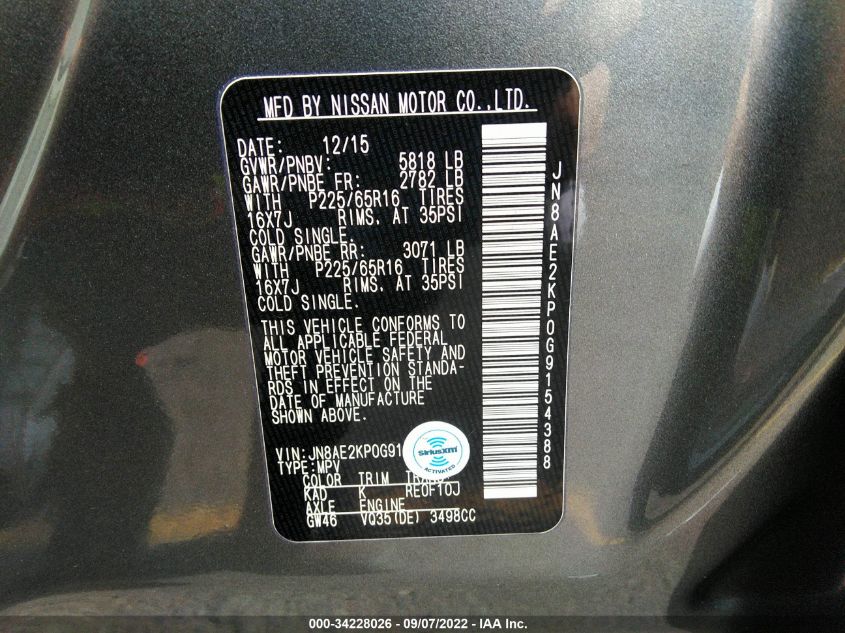 MFD BY NISSAN MOTOR CO.,LTD.
DATE: 12/15
GVWR/PNBV: 5818 LB
GAWR/PNBE FR: 2782 LB
WITH P225/65R16 TIRES
16X7J RIMS. AT 35PSI
COLD SINGLE.
GAWR/PNBE RR: 3071 LB
WITH P225/65R16 TIRES
16X7J RIMS. AT 35PSI
COLD SINGLE.
THIS VEHICLE CONFORMS TO
ALL APPLICABLE FEDERAL
MOTOR VEHICLE SAFETY AND
THEFT PREVENTION STANDA-
RDS IN EFFECT ON THE
DATE OF MANUFACTURE
SHOWN ABOVE.
VIN:JN8AE2KP0G91
TYPE:MPV
COLOR TRIM
KAD K RE0F10J
AXLE ENGINE
GW46 VQ35(DE) 3498CC
SiriusXM
ACTIVATED
JN8AE2KP0G9154388
000-34228026 - 09/07/2022 - IAA Inc.